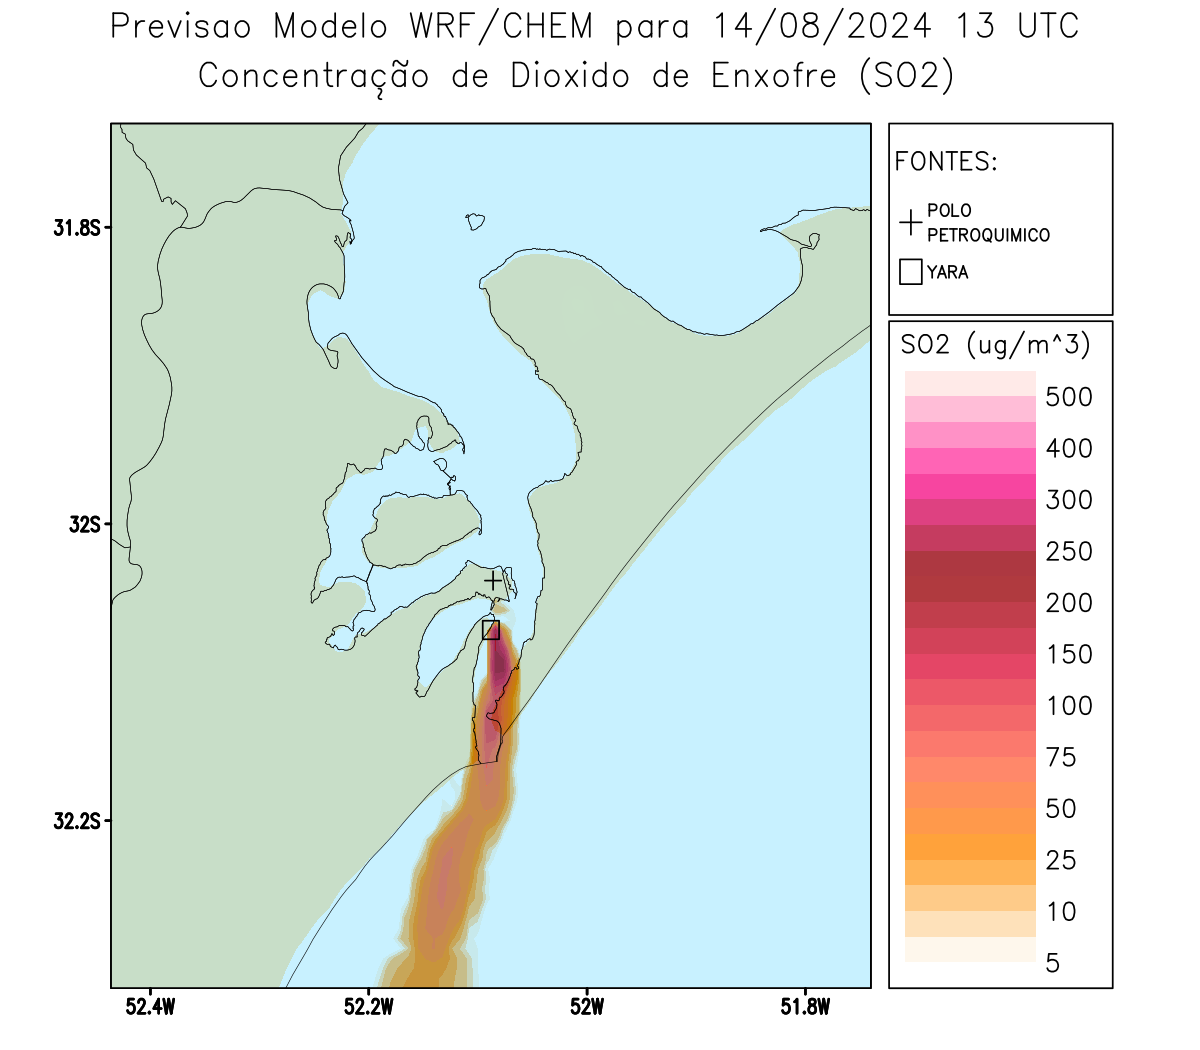 Previsao Modelo WRF/CHEM para 14/08/2024 13 UTC
Concentração de Dioxido de Enxofre (SO2)
FONTES:
POLO
PETROQUIMICO
YARA
31.8S
32S
32.2S
52.4W
52.2W
52W
51.8W
SO2 (ug/m^3)
500
400
300
250
200
150
100
75
50
25
10
5